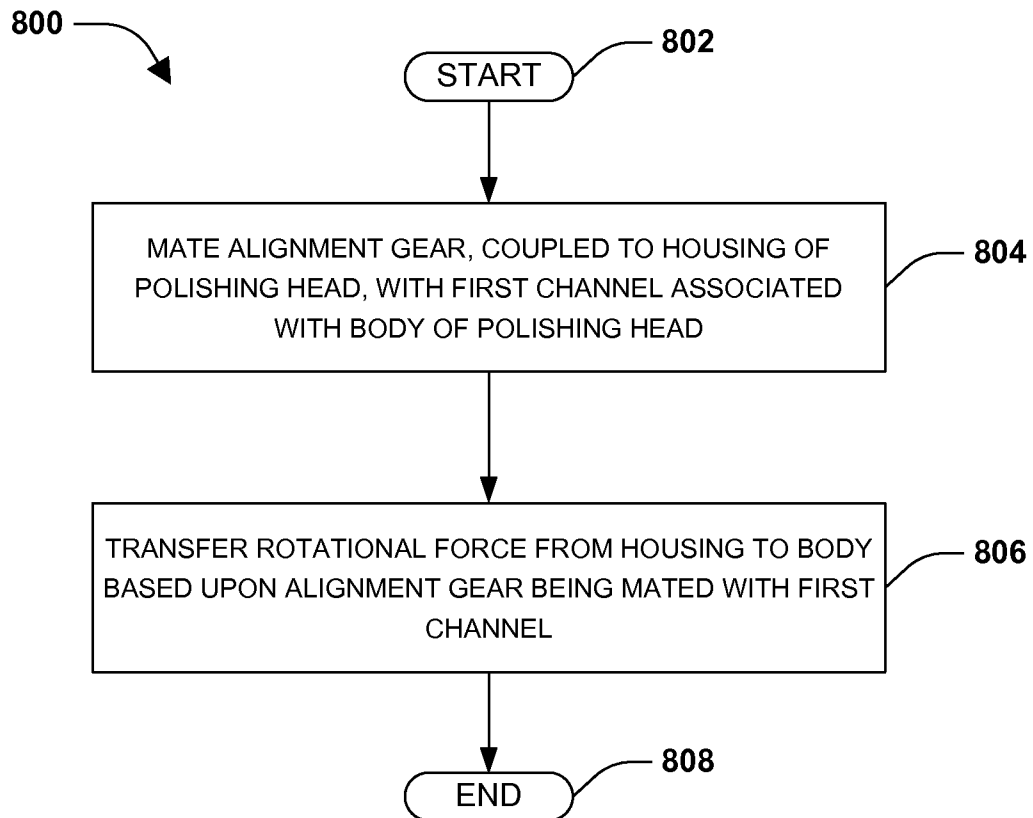 800
802
START
MATE ALIGNMENT GEAR, COUPLED TO HOUSING OF
POLISHING HEAD, WITH FIRST CHANNEL ASSOCIATED
WITH BODY OF POLISHING HEAD
804
TRANSFER ROTATIONAL FORCE FROM HOUSING TO BODY
BASED UPON ALIGNMENT GEAR BEING MATED WITH FIRST
CHANNEL
806
808
END